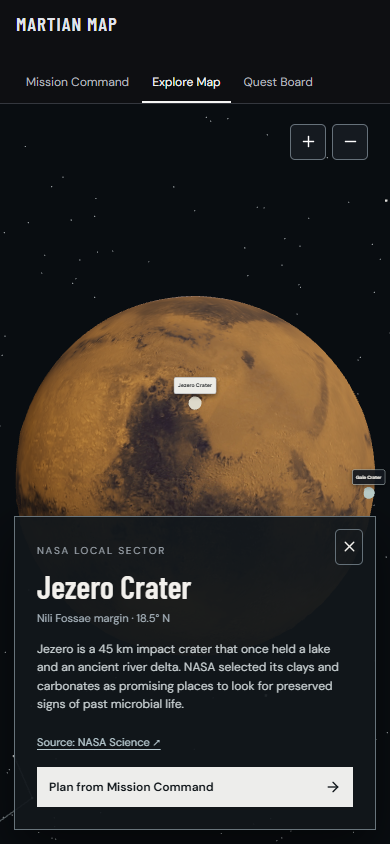 MARTIAN MAP
Mission Command
Explore Map
Quest Board
+
−
Jezero Crater
Gale Crater
NASA LOCAL SECTOR
×
Jezero Crater
Nili Fossae margin · 18.5° N
Jezero is a 45 km impact crater that once held a lake
and an ancient river delta. NASA selected its clays and
carbonates as promising places to look for preserved
signs of past microbial life.
Source: NASA Science ↗
Plan from Mission Command →